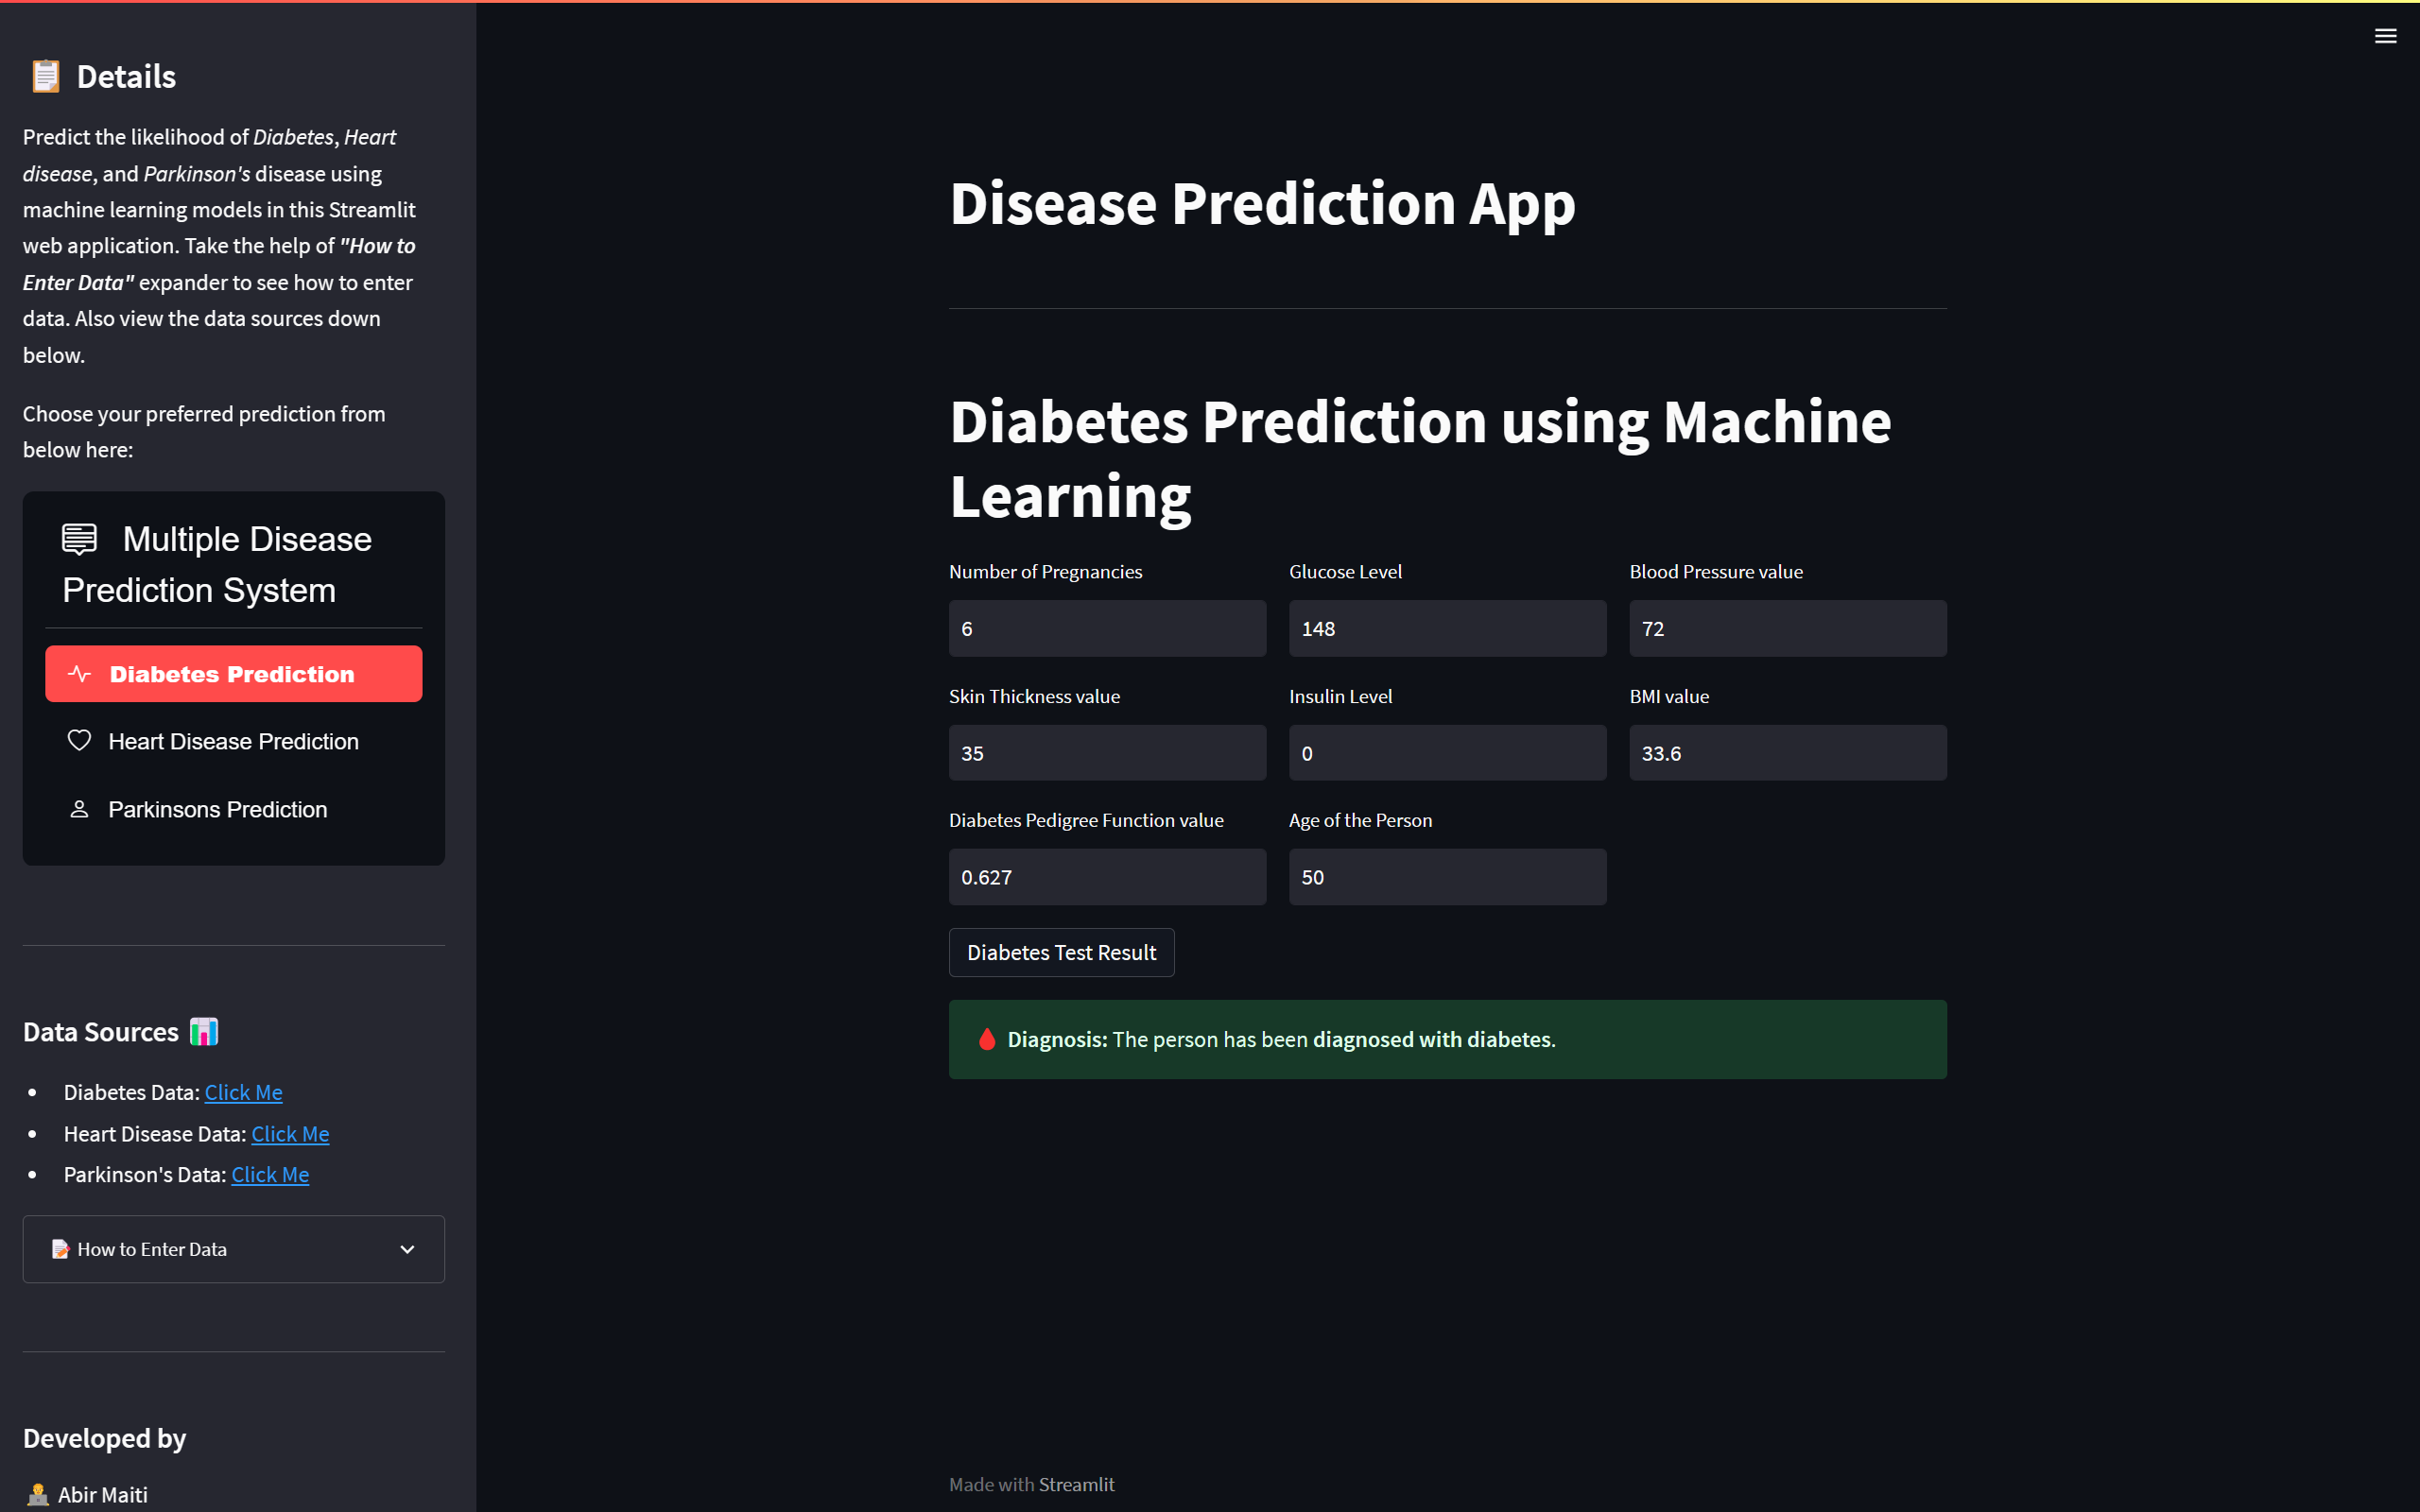 Details
Predict the likelihood of Diabetes, Heart
disease, and Parkinson's disease using
machine learning models in this Streamlit
web application. Take the help of "How to
Enter Data" expander to see how to enter
data. Also view the data sources down
below.
Choose your preferred prediction from
below here:
Multiple Disease
Prediction System
Diabetes Prediction
Heart Disease Prediction
Parkinsons Prediction
Data Sources
• Diabetes Data: Click Me
• Heart Disease Data: Click Me
• Parkinson's Data: Click Me
How to Enter Data
Developed by
Abir Maiti
Disease Prediction App
Diabetes Prediction using Machine
Learning
Number of Pregnancies
6
Glucose Level
148
Blood Pressure value
72
Skin Thickness value
35
Insulin Level
0
BMI value
33.6
Diabetes Pedigree Function value
0.627
Age of the Person
50
Diabetes Test Result
Diagnosis: The person has been diagnosed with diabetes.
Made with Streamlit